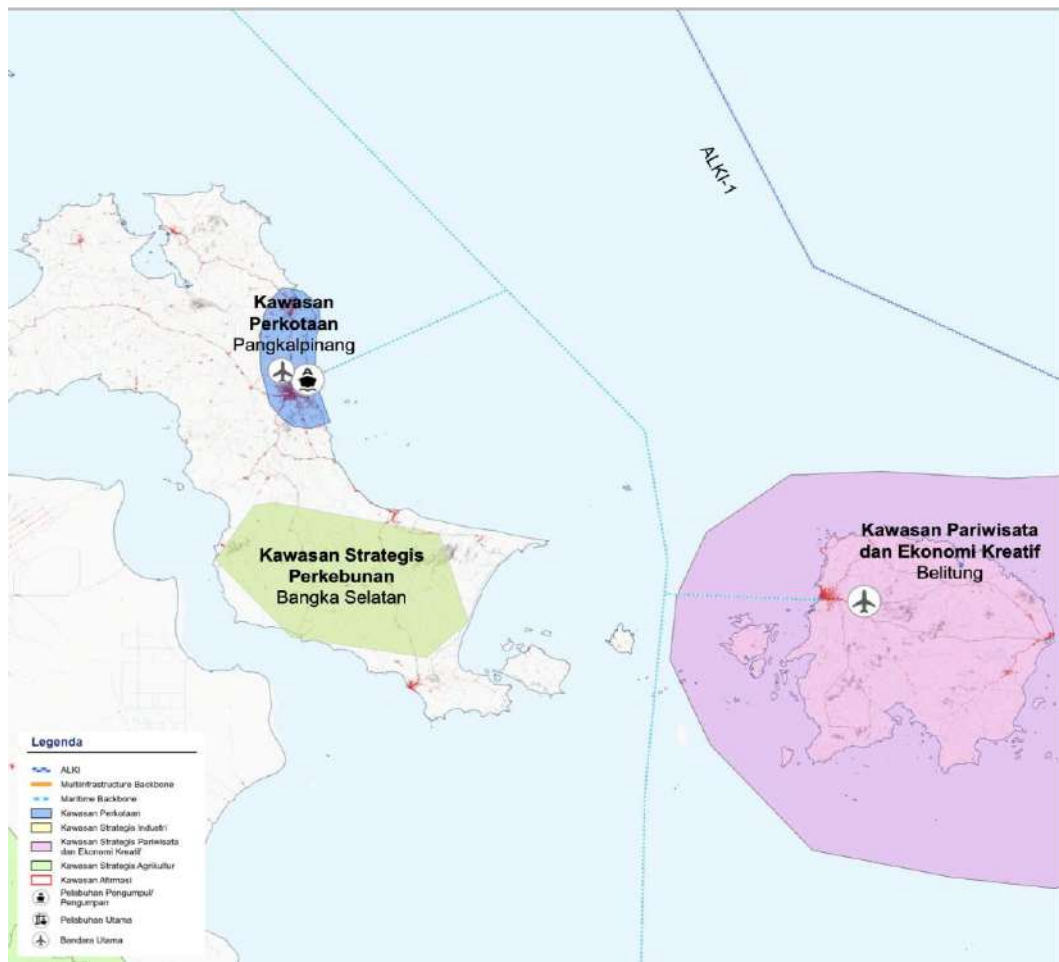 ALKI-1
Kawasan
Perkotaan
Pangkalpinang
Kawasan Strategis
Perkebunan
Bangka Selatan
Kawasan Pariwisata
dan Ekonomi Kreatif
Belitung
Legenda
ALKI
Multiinfrastructure Backbone
Maritime Backbone
Kawasan Perkotaan
Kawasan Strategis Industri
Kawasan Strategis Pariwisata
dan Ekonomi Kreatif
Kawasan Strategis Agrikultur
Kawasan Afirmasi
Pelabuhan Pengumpul/
Pengumpan
Pelabuhan Utama
Bandara Utama